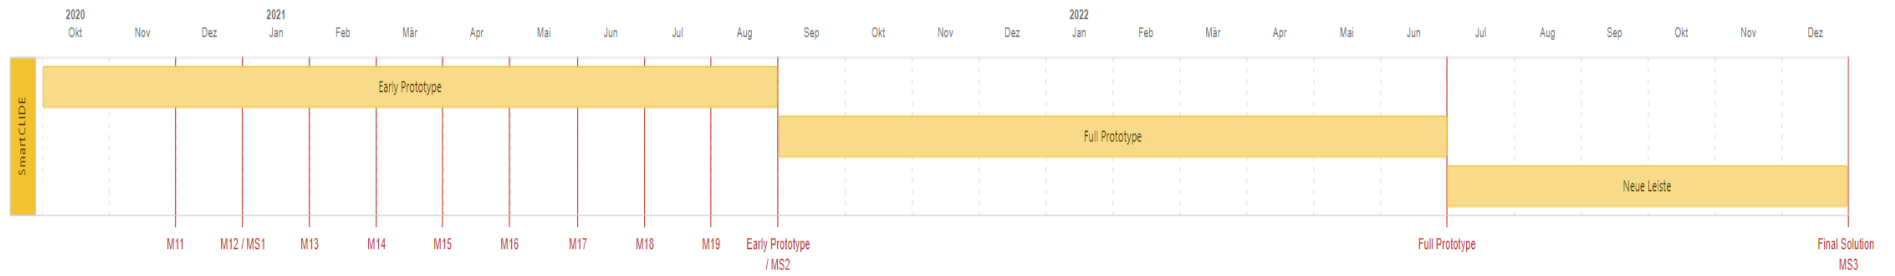 2020 2021 2022
Okt Nov Dez Jan Feb Mär Apr Mai Jun Jul Aug Sep Okt Nov Dez Jan Feb Mär Apr Mai Jun Jul Aug Sep Okt Nov Dez
SmartCLIDE
Early Prototype
Full Prototype
Neue Leiste
M11 M12 / MS1 M13 M14 M15 M16 M17 M18 M19 Early Prototype Full Prototype Final Solution
/ MS2 MS3